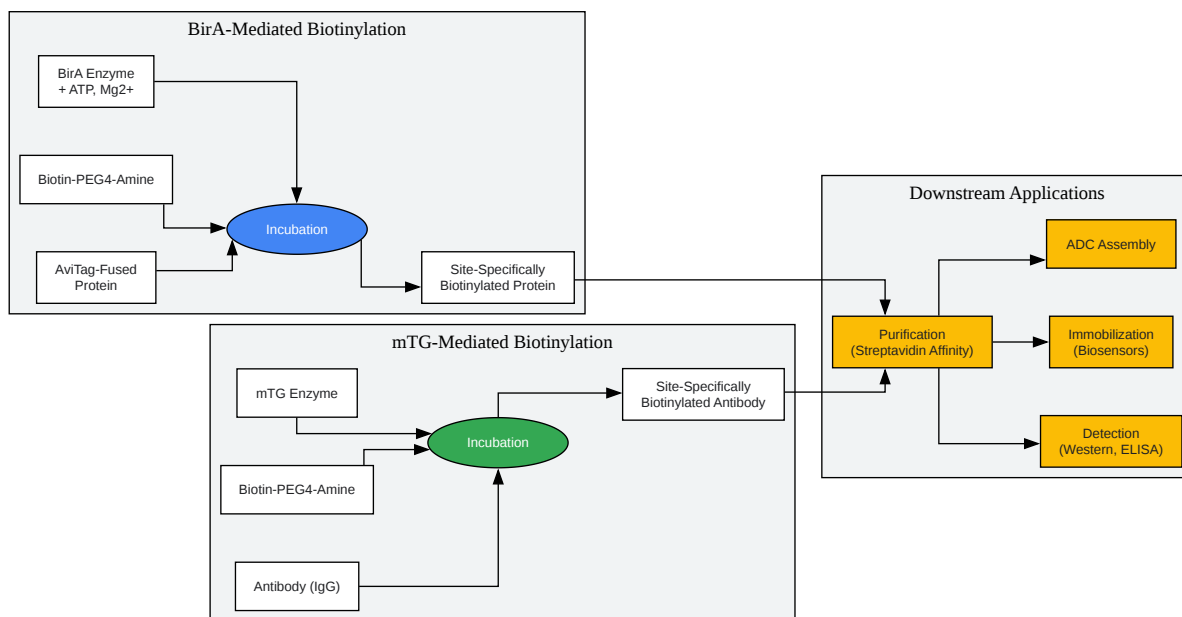 BirA-Mediated Biotinylation
BirA Enzyme
+ ATP, Mg2+
Biotin-PEG4-Amine
Incubation
AviTag-Fused
Protein
Site-Specifically
Biotinylated Protein
mTG-Mediated Biotinylation
mTG Enzyme
Site-Specifically
Biotinylated Antibody
Incubation
Biotin-PEG4-Amine
Antibody (IgG)
Downstream Applications
ADC Assembly
Purification
(Streptavidin Affinity)
Immobilization
(Biosensors)
Detection
(Western, ELISA)